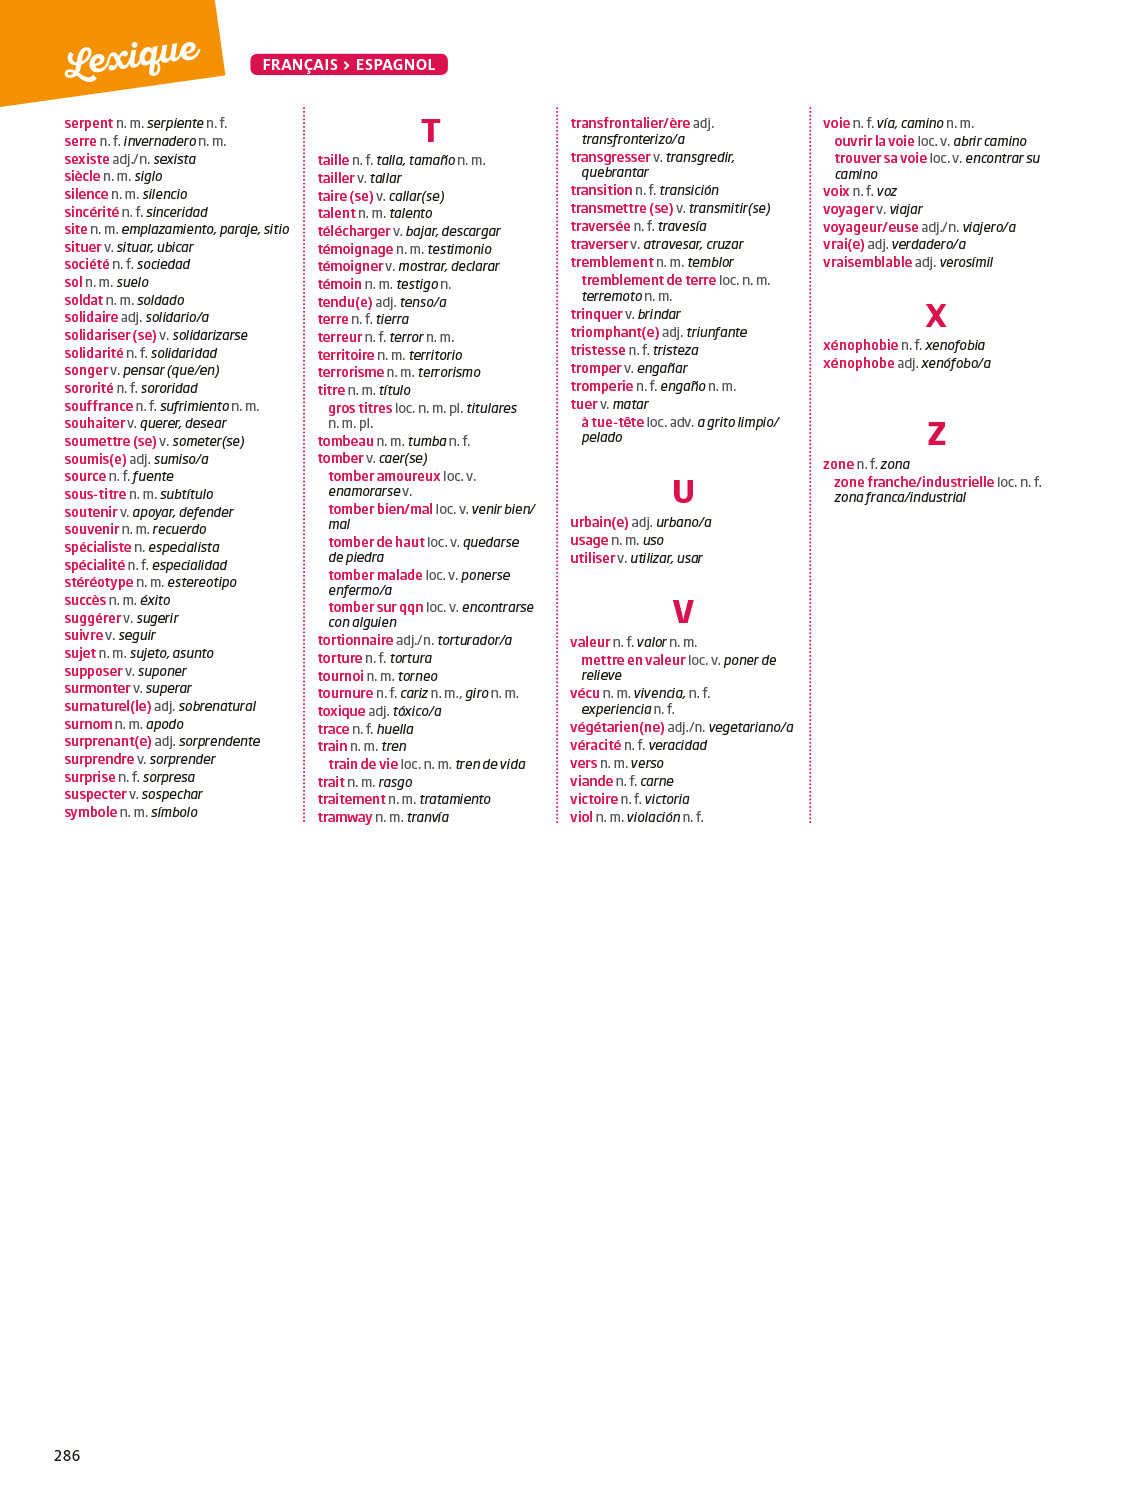 Lexique
FRANÇAIS > ESPAGNOL
serpent n. m. serpiente n. f.
serre n. f. invernadero n. m.
sexiste adj./n. sexista
siècle n. m. siglo
silence n. m. silencio
sincérité n. f. sinceridad
site n. m. emplazamiento, paraje, sitio
situer v. situar, ubicar
société n. f. sociedad
sol n. m. suelo
soldat n. m. soldado
solidaire adj. solidario/a
solidariser (se) v. solidarizarse
solidarité n. f. solidaridad
songer v. pensar (que/en)
sororité n. f. sororidad
souffrance n. f. sufrimiento n. m.
souhaiter v. querer, desear
soumettre (se) v. someter(se)
soumis(e) adj. sumiso/a
source n. f. fuente
sous-titre n. m. subtítulo
soutenir v. apoyar, defender
souvenir n. m. recuerdo
spécialiste n. especialista
spécialité n. f. especialidad
stéréotype n. m. estereotipo
succès n. m. éxito
suggérer v. sugerir
suivre v. seguir
sujet n. m. sujeto, asunto
supposer v. suponer
surmonter v. superar
surnaturel(le) adj. sobrenatural
surnom n. m. apodo
surprenant(e) adj. sorprendente
surprendre v. sorprender
surprise n. f. sorpresa
suspecter v. sospechar
symbole n. m. símbolo
T
taille n. f. talla, tamaño n. m.
tailler v. tallar
taire (se) v. callar(se)
talent n. m. talento
télécharger v. bajar, descargar
témoignage n. m. testimonio
témoigner v. mostrar, declarar
témoin n. m. testigo n.
tendu(e) adj. tenso/a
terre n. f. tierra
terreur n. f. terror n. m.
territoire n. m. territorio
terrorisme n. m. terrorismo
titre n. m. título
gros titres loc. n. m. pl. titulares
n. m. pl.
tombeau n. m. tumba n. f.
tomber v. caer(se)
tomber amoureux loc. v.
enamorarse v.
tomber bien/mal loc. v. venir bien/
mal
tomber de haut loc. v. quedarse
de piedra
tomber malade loc. v. ponerse
enfermo/a
tomber sur qqn loc. v. encontrarse
con alguien
tortionnaire adj./n. torturador/a
torture n. f. tortura
tournoi n. m. torneo
tournure n. f. cariz n. m., giro n. m.
toxique adj. tóxico/a
trace n. f. huella
train n. m. tren
train de vie loc. n. m. tren de vida
trait n. m. rasgo
traitement n. m. tratamiento
tramway n. m. tranvía
transfrontalier/ère adj.
transfronterizo/a
transgresser v. transgredir,
quebrantar
transition n. f. transición
transmettre (se) v. transmitir(se)
traversée n. f. travesía
traverser v. atravesar, cruzar
tremblement n. m. temblor
tremblement de terre loc. n. m.
terremoto n. m.
trinquer v. brindar
triomphant(e) adj. triunfante
tristesse n. f. tristeza
tromper v. engañar
tromperie n. f. engaño n. m.
tuer v. matar
à tue-tête loc. adv. a grito limpio/
pelado
U
urbain(e) adj. urbano/a
usage n. m. uso
utiliser v. utilizar, usar
V
valeur n. f. valor n. m.
mettre en valeur loc. v. poner de
relieve
vécu n. m. vivencia, n. f.
experiencia n. f.
végétarien(ne) adj./n. vegetariano/a
véracité n. f. veracidad
vers n. m. verso
viande n. f. carne
victoire n. f. victoria
viol n. m. violación n. f.
voie n. f. vía, camino n. m.
ouvrir la voie loc. v. abrir camino
trouver sa voie loc. v. encontrar su
camino
voix n. f. voz
voyager v. viajar
voyageur/euse adj./n. viajero/a
vrai(e) adj. verdadero/a
vraisemblable adj. verosímil
X
xénophobie n. f. xenofobia
xénophobe adj. xenófobo/a
Z
zone n. f. zona
zone franche/industrielle loc. n. f.
zona franca/industrial
286